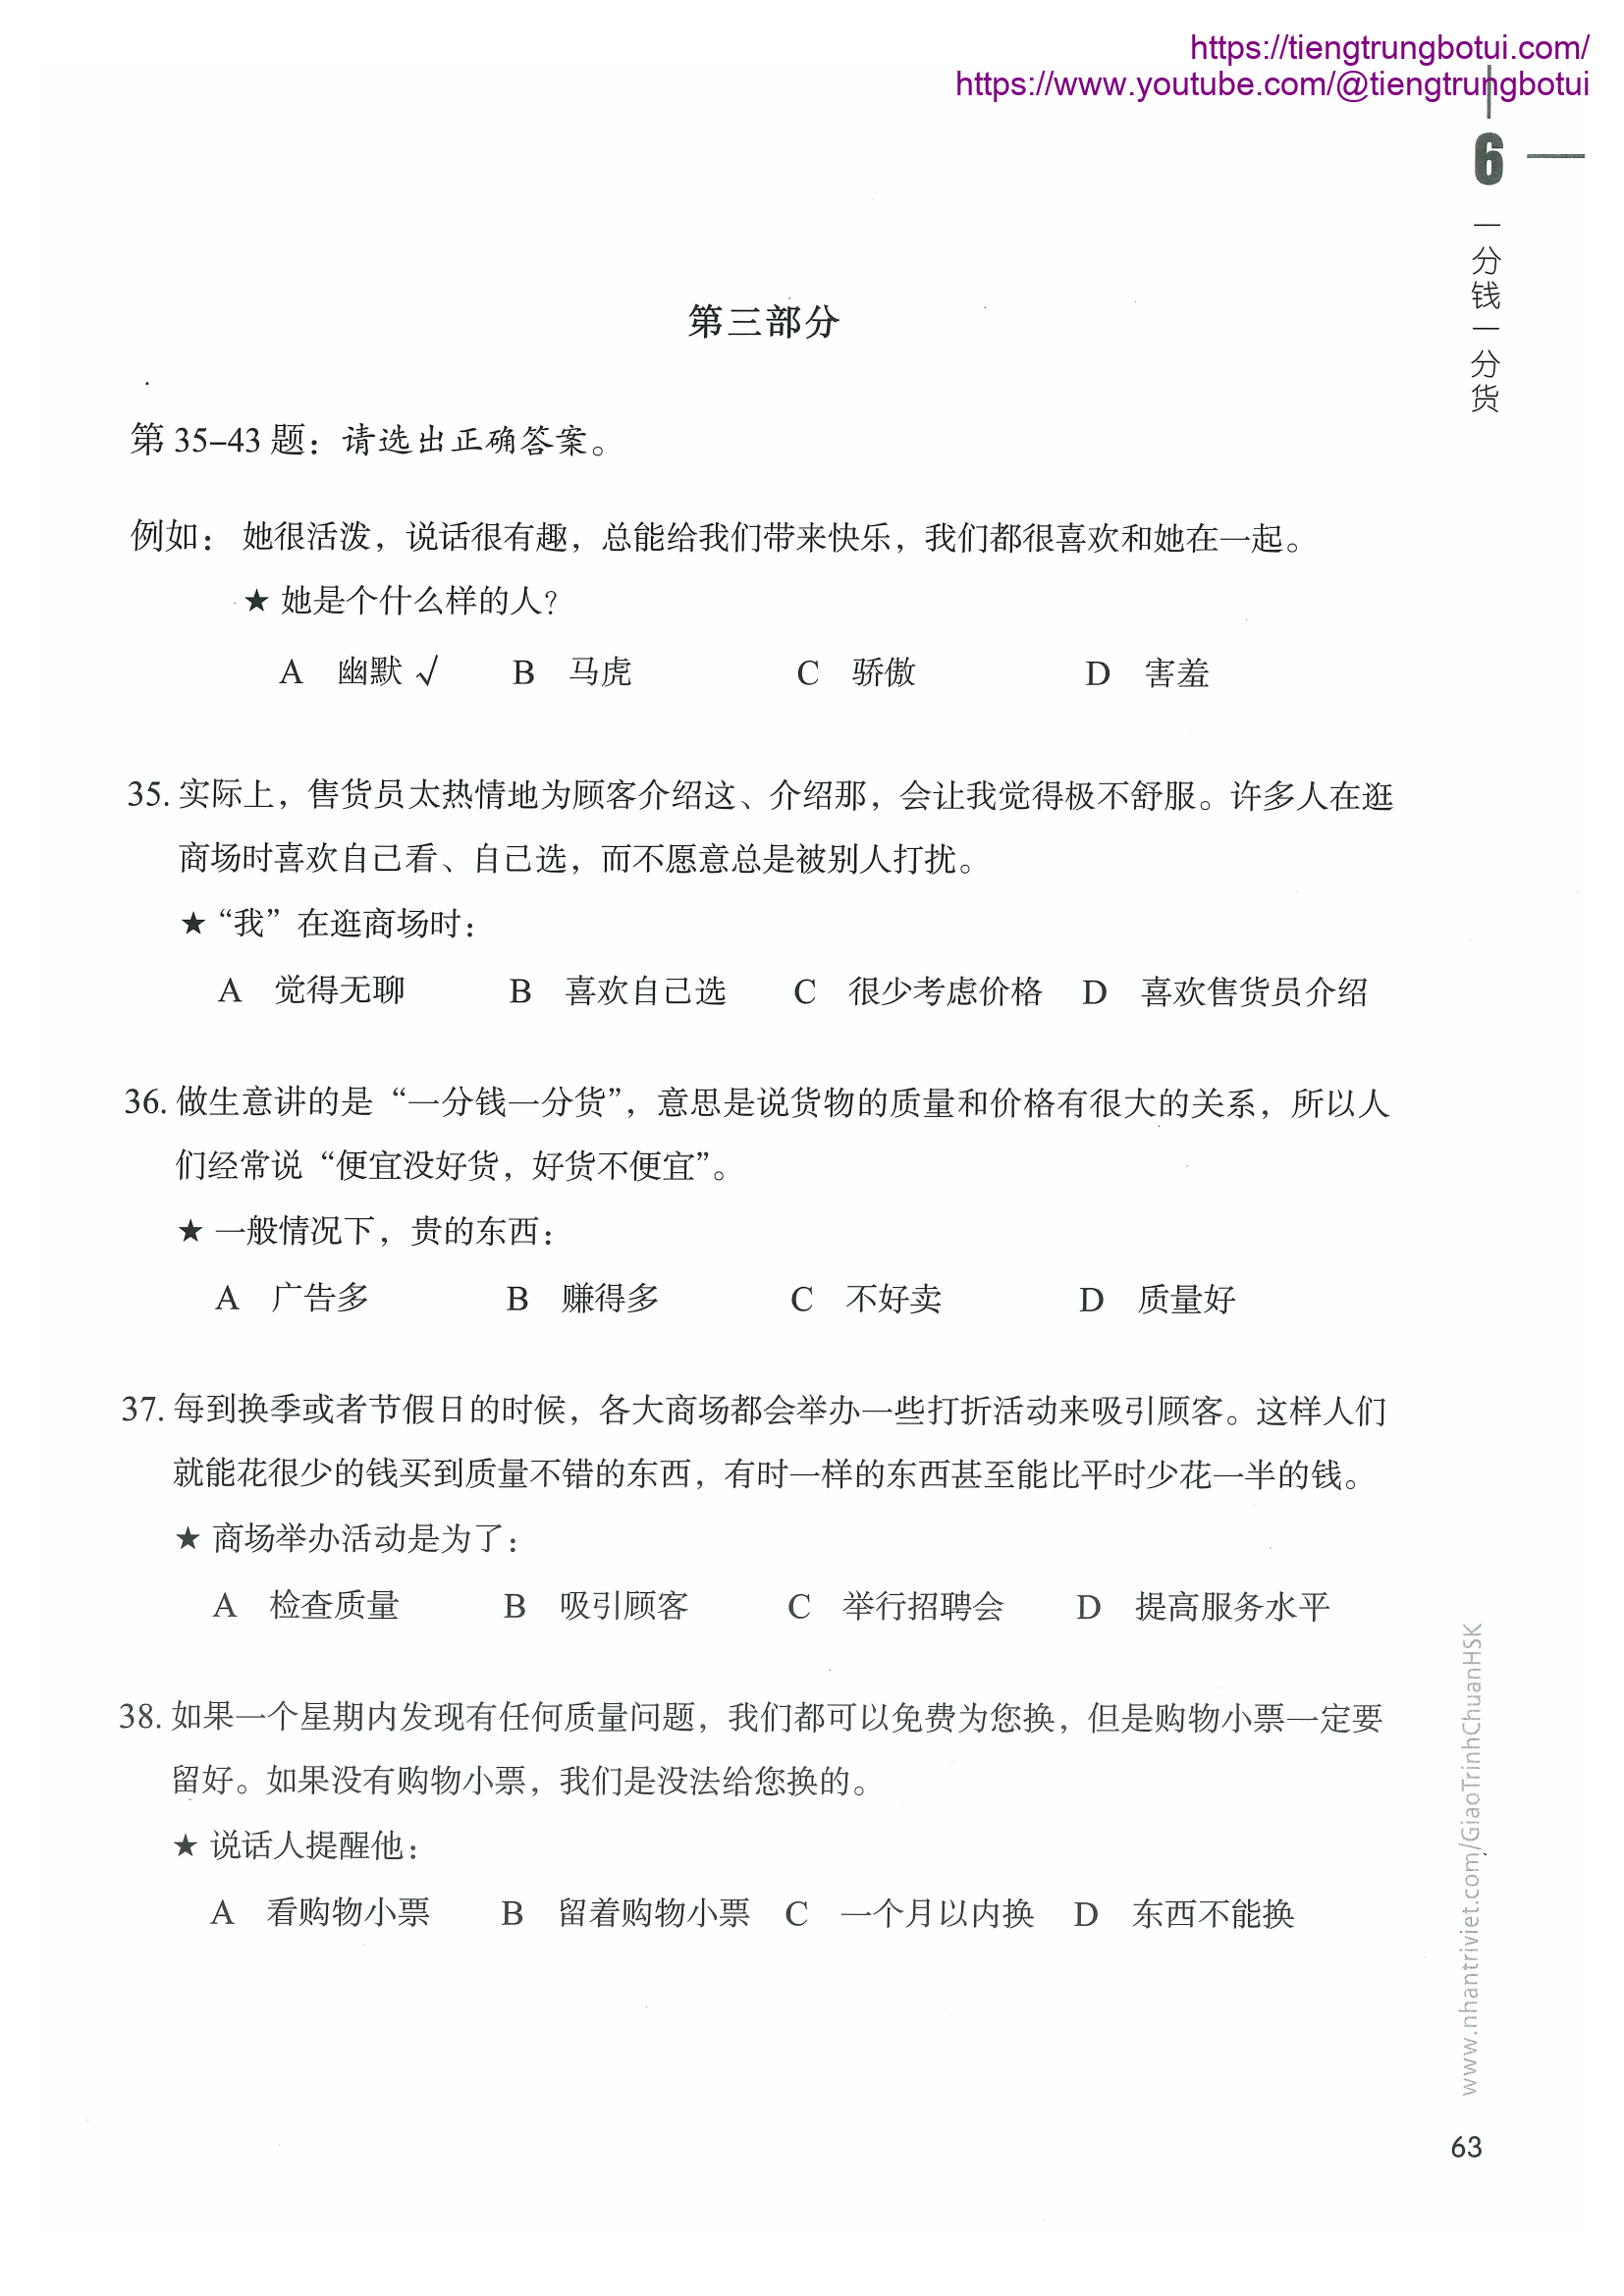 https://tiengtrungbotui.com/
https://www.youtube.com/@tiengtrungbotui
6
一分钱一分货
第三部分
第 35–43 题：请选出正确答案。
例如： 她很活泼，说话很有趣，总能给我们带来快乐，我们都很喜欢和她在一起。
★ 她是个什么样的人？
A 幽默 √ B 马虎 C 骄傲 D 害羞
35. 实际上，售货员太热情地为顾客介绍这、介绍那，会让我觉得极不舒服。许多人在逛
商场时喜欢自己看、自己选，而不愿意总是被别人打扰。
★ “我”在逛商场时：
A 觉得无聊 B 喜欢自己选 C 很少考虑价格 D 喜欢售货员介绍
36. 做生意讲的是“一分钱一分货”，意思是说货物的质量和价格有很大的关系，所以人
们经常说“便宜没好货，好货不便宜”。
★ 一般情况下，贵的东西：
A 广告多 B 赚得多 C 不好卖 D 质量好
37. 每到换季或者节假日的时候，各大商场都会举办一些打折活动来吸引顾客。这样人们
就能花很少的钱买到质量不错的东西，有时一样的东西甚至能比平时少花一半的钱。
★ 商场举办活动是为了：
A 检查质量 B 吸引顾客 C 举行招聘会 D 提高服务水平
38. 如果一个星期内发现有任何质量问题，我们都可以免费为您换，但是购物小票一定要
留好。如果没有购物小票，我们是没法给您换的。
★ 说话人提醒他：
A 看购物小票 B 留着购物小票 C 一个月以内换 D 东西不能换
www.nhantriviet.com/GiaoTrinhChuanHSK
63